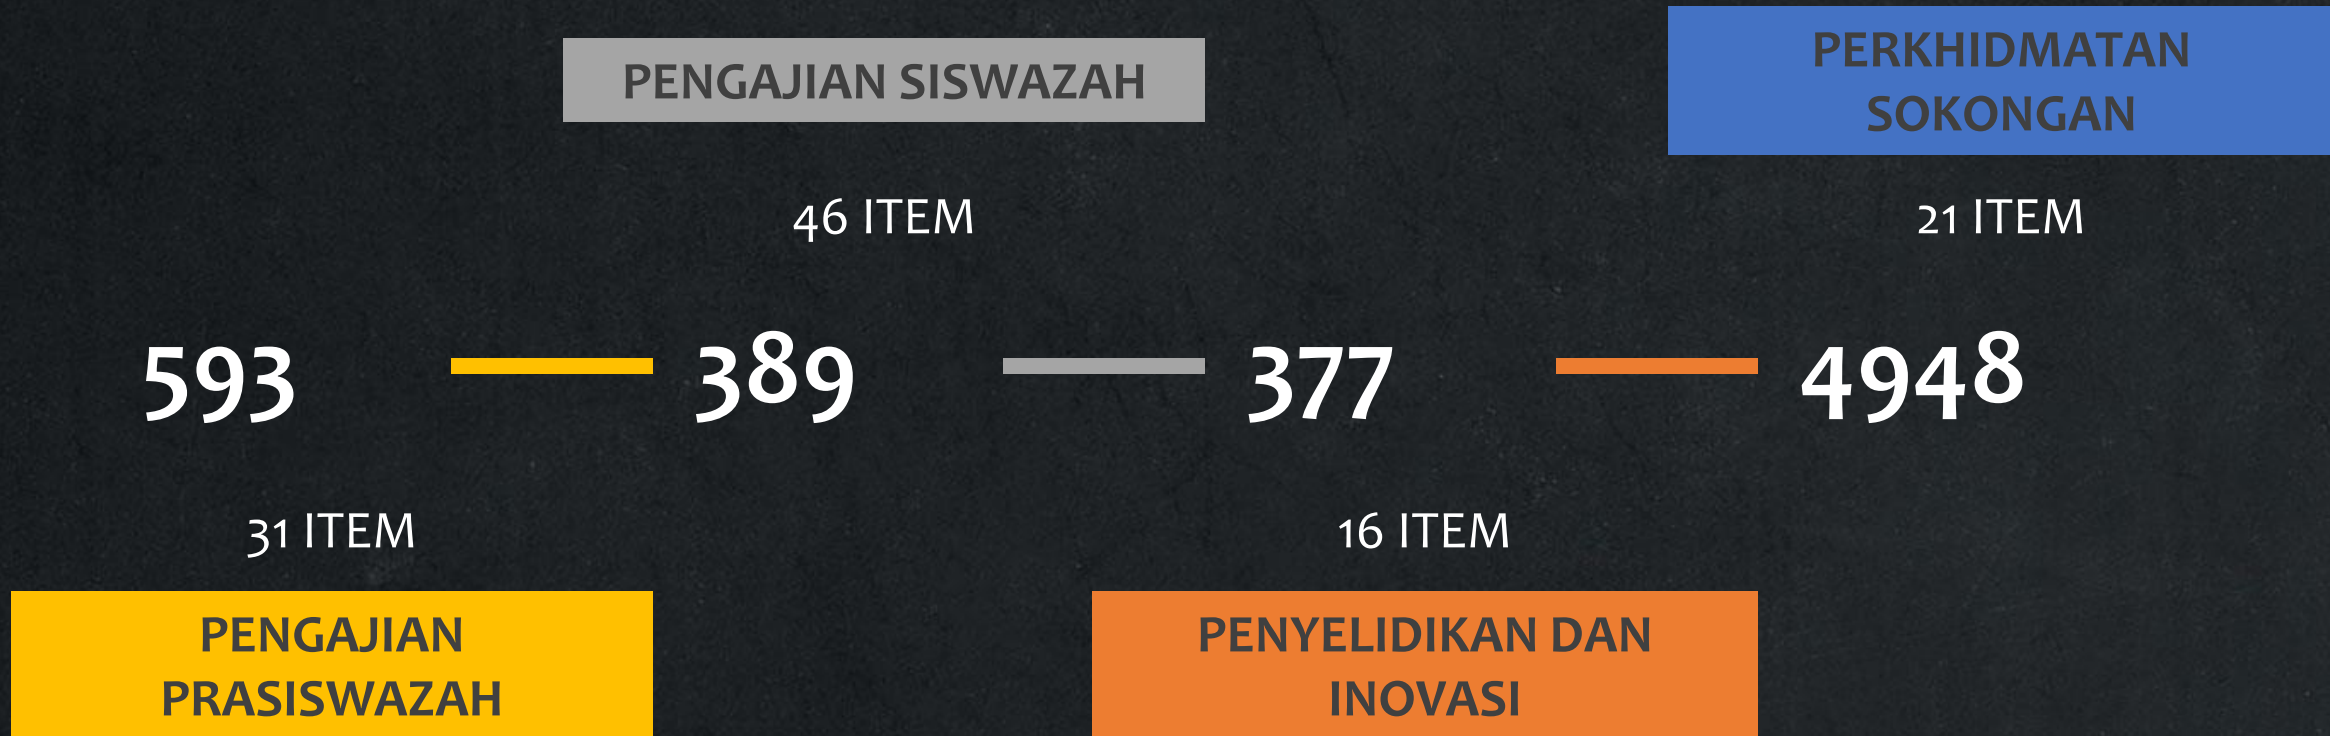 PENGAJIAN SISWAZAH
46 ITEM
PERKHIDMATAN
SOKONGAN
21 ITEM
593
389
377
4948
31 ITEM
PENGAJIAN
PRASISWAZAH
16 ITEM
PENYELIDIKAN DAN
INOVASI